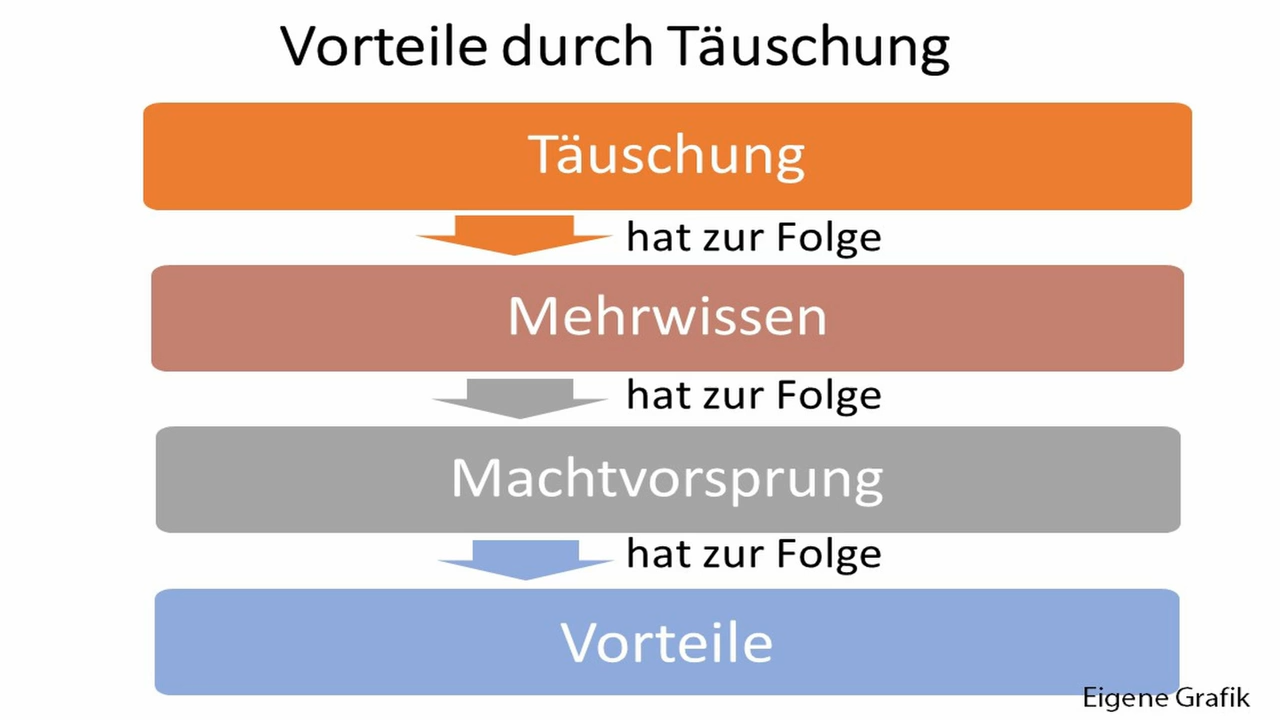 Vorteile durch Täuschung
Täuschung
hat zur Folge
Mehrwissen
hat zur Folge
Machtvorsprung
hat zur Folge
Vorteile
Eigene Grafik